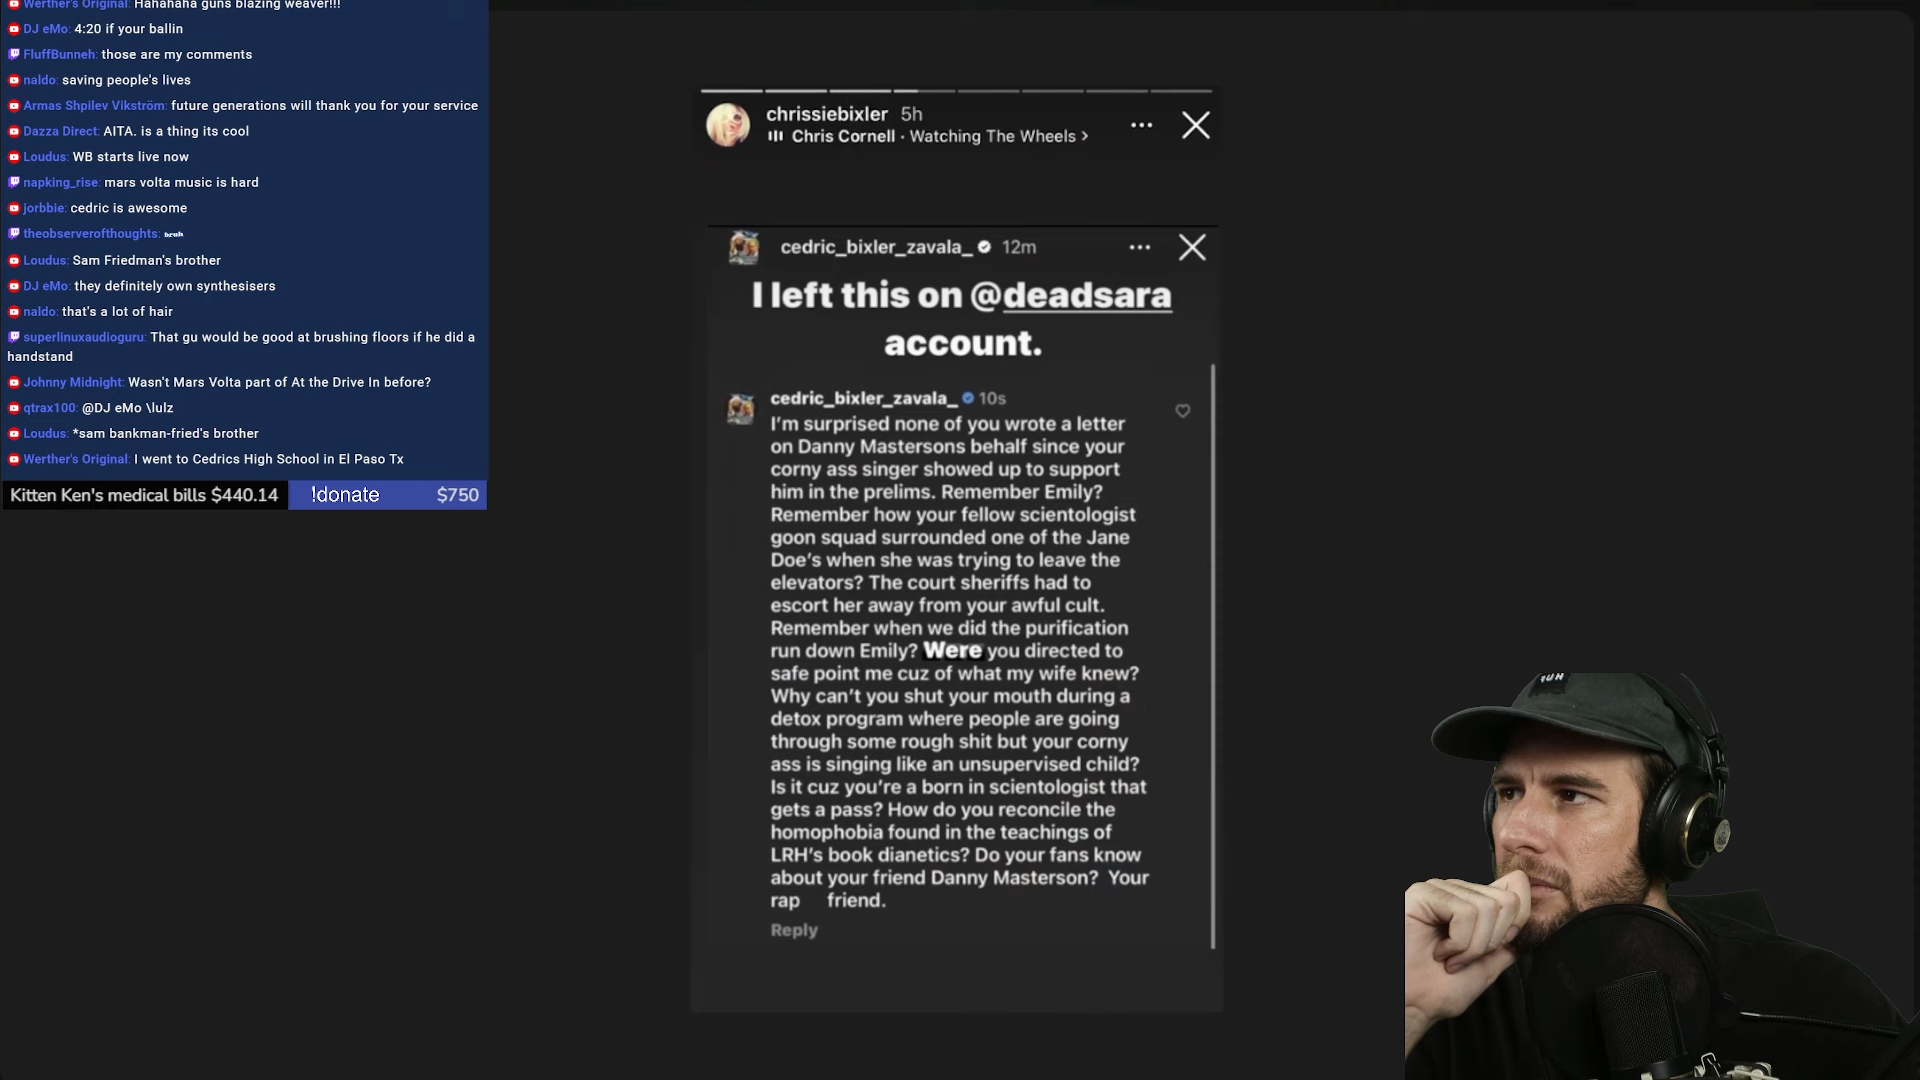 Werther's Original: Hahahaha guns blazing weaver!!!
DJ eMo: 4:20 if your ballin
FluffBunneh: those are my comments
naldo: saving people's lives
Armas Shpilev Vikström: future generations will thank you for your service
Dazza Direct: AITA. is a thing its cool
Loudus: WB starts live now
napking_rise: mars volta music is hard
jorbbie: cedric is awesome
theobserverofthoughts: bruh
Loudus: Sam Friedman's brother
DJ eMo: they definitely own synthesisers
naldo: that's a lot of hair
superlinuxaudioguru: That gu would be good at brushing floors if he did a
handstand
Johnny Midnight: Wasn't Mars Volta part of At the Drive In before?
qtrax100: @DJ eMo \lulz
Loudus: *sam bankman-fried's brother
Werther's Original: I went to Cedrics High School in El Paso Tx
Kitten Ken's medical bills $440.14 !donate $750
chrissiebixler 5h
Chris Cornell · Watching The Wheels >
cedric_bixler_zavala_ 12m
I left this on @deadsara
account.
cedric_bixler_zavala_ 10s
I'm surprised none of you wrote a letter
on Danny Mastersons behalf since your
corny ass singer showed up to support
him in the prelims. Remember Emily?
Remember how your fellow scientologist
goon squad surrounded one of the Jane
Doe's when she was trying to leave the
elevators? The court sheriffs had to
escort her away from your awful cult.
Remember when we did the purification
run down Emily? Were you directed to
safe point me cuz of what my wife knew?
Why can't you shut your mouth during a
detox program where people are going
through some rough shit but your corny
ass is singing like an unsupervised child?
Is it cuz you're a born in scientologist that
gets a pass? How do you reconcile the
homophobia found in the teachings of
LRH's book dianetics? Do your fans know
about your friend Danny Masterson? Your
rap friend.
Reply